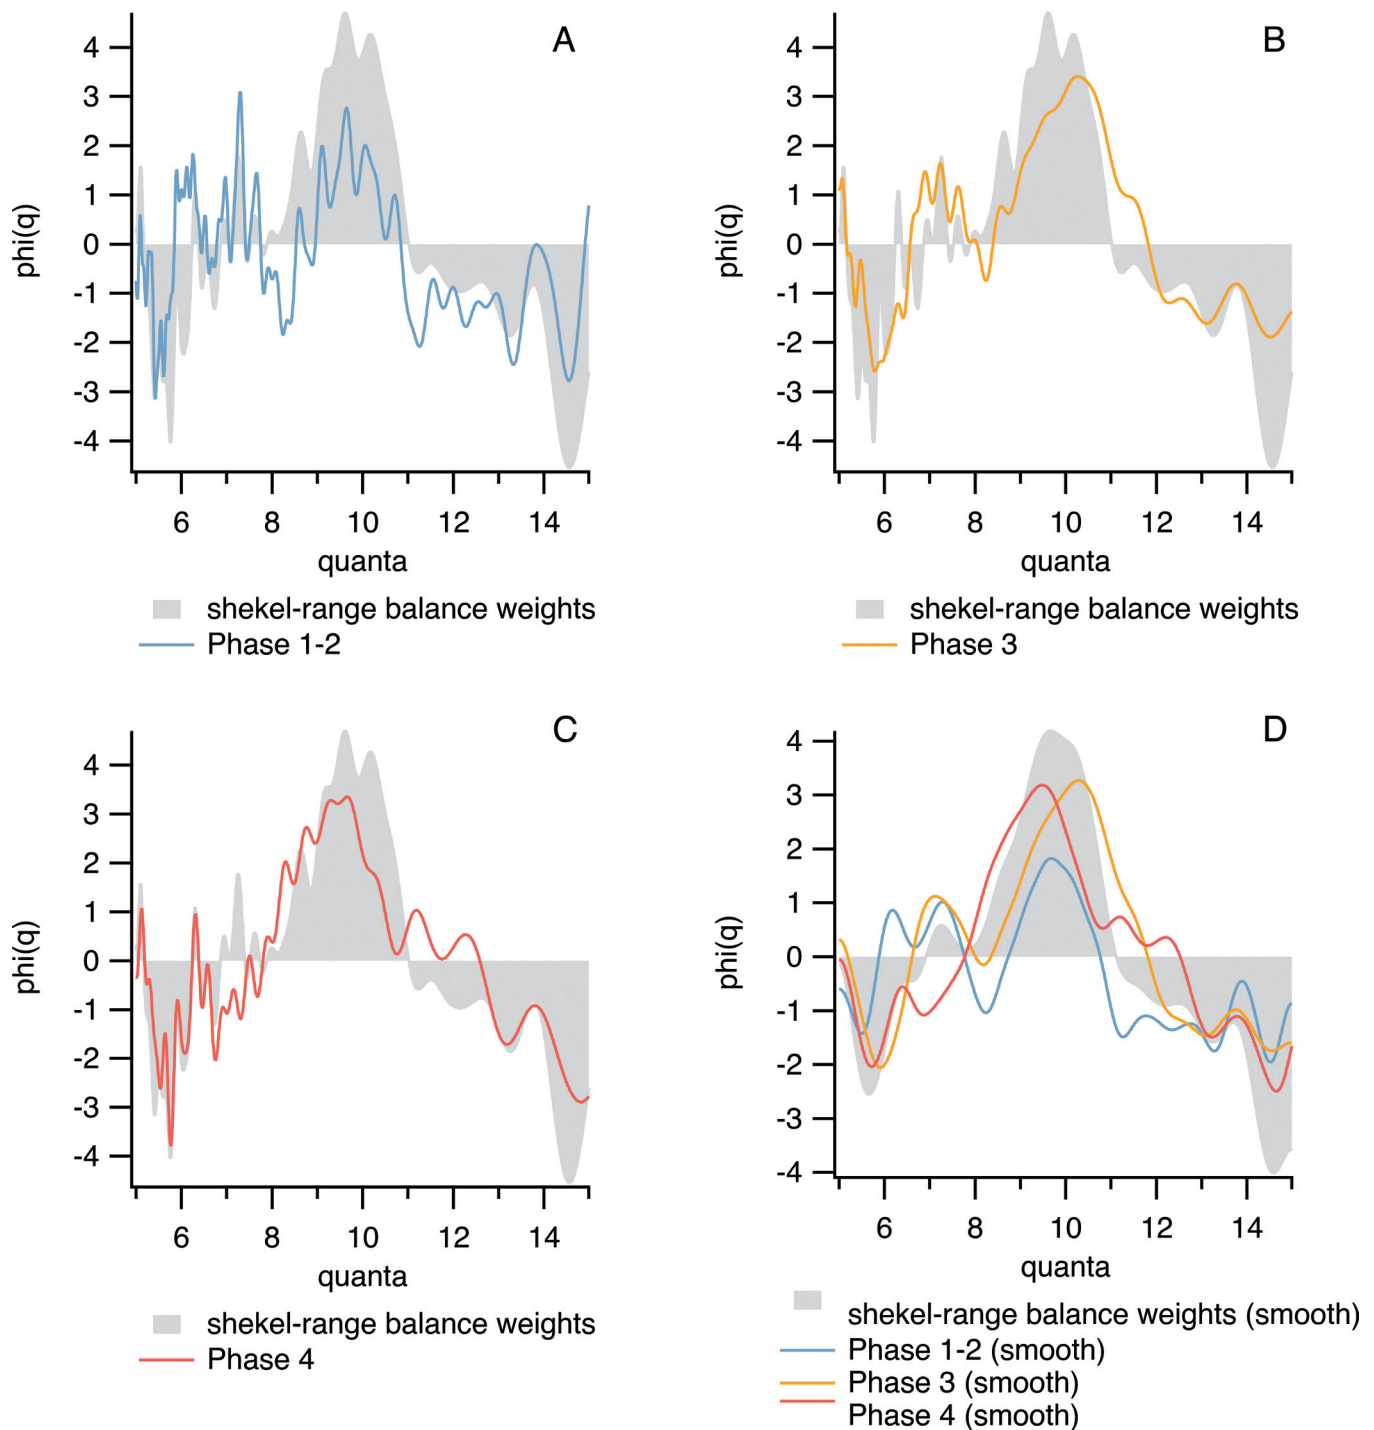 A
phi(q)
4
3
2
1
0
-1
-2
-3
-4
6 8 10 12 14
quanta
shekel-range balance weights
Phase 1-2
B
phi(q)
4
3
2
1
0
-1
-2
-3
-4
6 8 10 12 14
quanta
shekel-range balance weights
Phase 3
C
phi(q)
4
3
2
1
0
-1
-2
-3
-4
6 8 10 12 14
quanta
shekel-range balance weights
Phase 4
D
phi(q)
4
3
2
1
0
-1
-2
-3
-4
6 8 10 12 14
quanta
shekel-range balance weights (smooth)
Phase 1-2 (smooth)
Phase 3 (smooth)
Phase 4 (smooth)